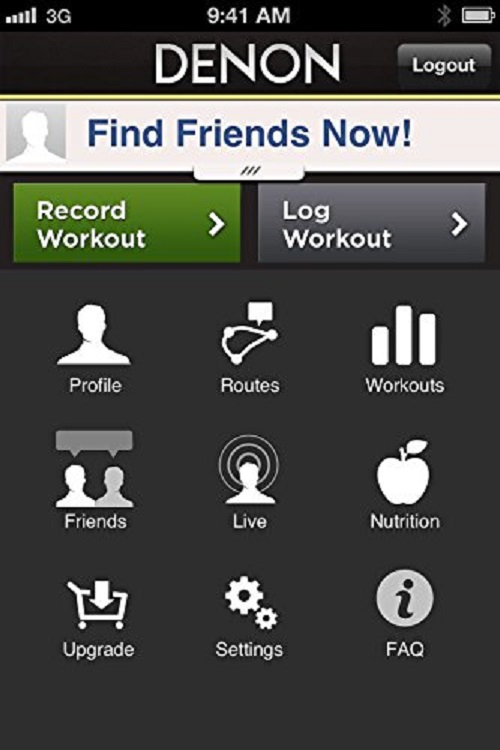 3G 9:41 AM
DENON
Logout
Find Friends Now!
Record
Workout
Log
Workout
Profile
Routes
Workouts
Friends
Live
Nutrition
Upgrade
Settings
FAQ